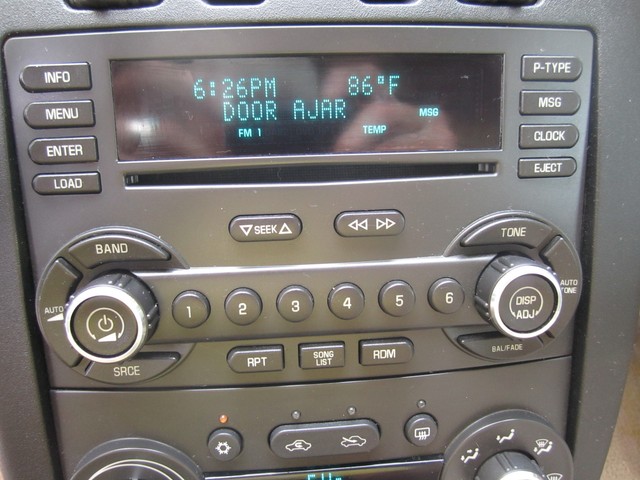 INFO
MENU
ENTER
LOAD
6:26PM 86°F
DOOR AJAR
MSG
FM 1 TEMP
P-TYPE
MSG
CLOCK
EJECT
SEEK
BAND
TONE
AUTO
AUTO TONE
1 2 3 4 5 6
DISP
ADJ
SRCE
RPT
SONG
LIST
RDM
BAL/FADE